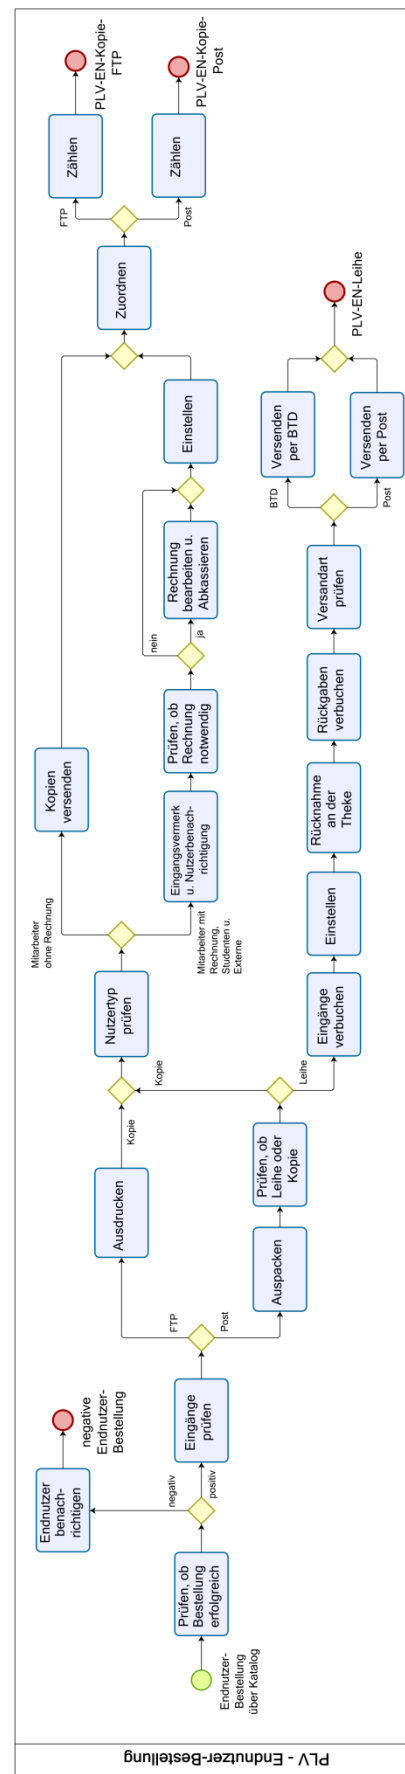 PLV - Endnutzer-Bestellung
Endnutzer-
Bestellung
über Katalog
Prüfen, ob
Bestellung
erfolgreich
negativ
positiv
Endnutzer
benach-
richtigen
negative
Endnutzer-
Bestellung
Eingänge
prüfen
FTP
Post
Ausdrucken
Auspacken
Prüfen, ob
Leihe oder
Kopie
Kopie
Kopie
Leihe
Nutzertyp
prüfen
Mitarbeiter
ohne Rechnung
Mitarbeiter mit
Rechnung,
Studenten u.
Externe
Kopien
versenden
Eingangsvermerk
u. Nutzerbenach-
richtigung
Prüfen, ob
Rechnung
notwendig
nein
ja
Rechnung
bearbeiten u.
Abkassieren
Einstellen
Zuordnen
FTP
Post
Zählen
Zählen
PLV-EN-Kopie-
FTP
PLV-EN-Kopie-
Post
Eingänge
verbuchen
Einstellen
Rücknahme
an der
Theke
Rückgaben
verbuchen
Versandart
prüfen
BTD
Post
Versenden
per BTD
Versenden
per Post
PLV-EN-Leihe